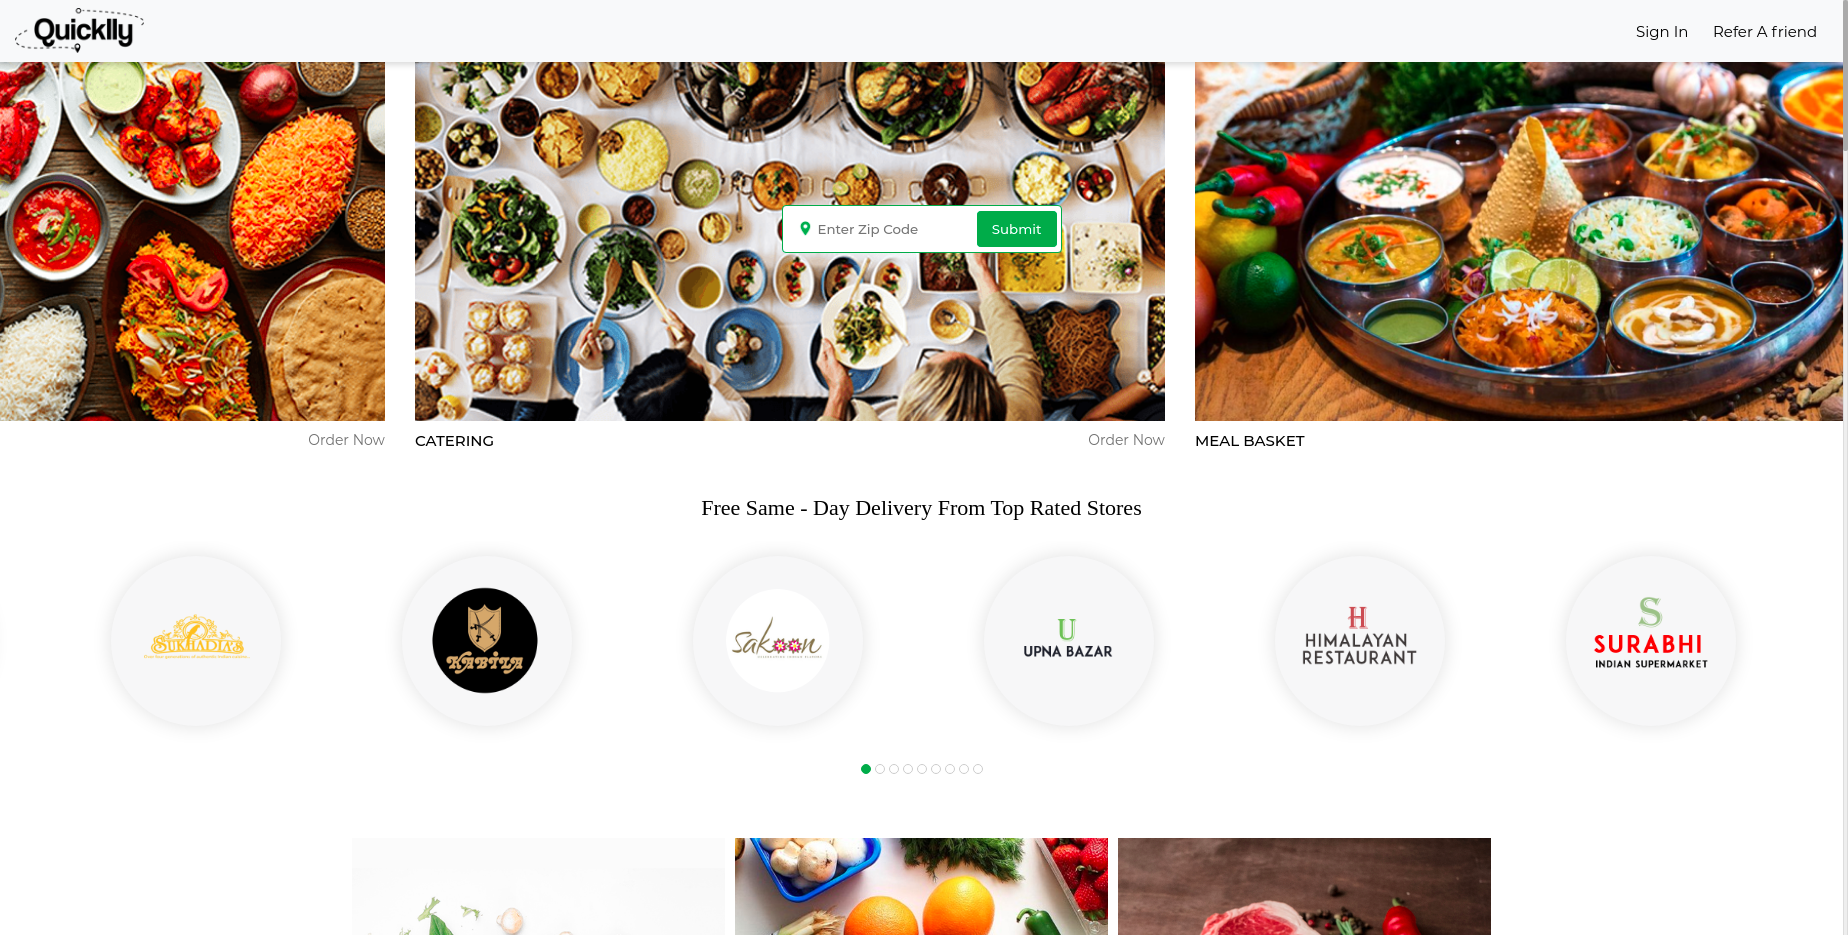 Quicklly
Sign In
Refer A friend
Enter Zip Code
Submit
Order Now
CATERING
Order Now
MEAL BASKET
Free Same - Day Delivery From Top Rated Stores
SUKHADIA'S
KABILA
sakoon
U
UPNA BAZAR
H
HIMALAYAN
RESTAURANT
S
SURABHI
INDIAN SUPERMARKET